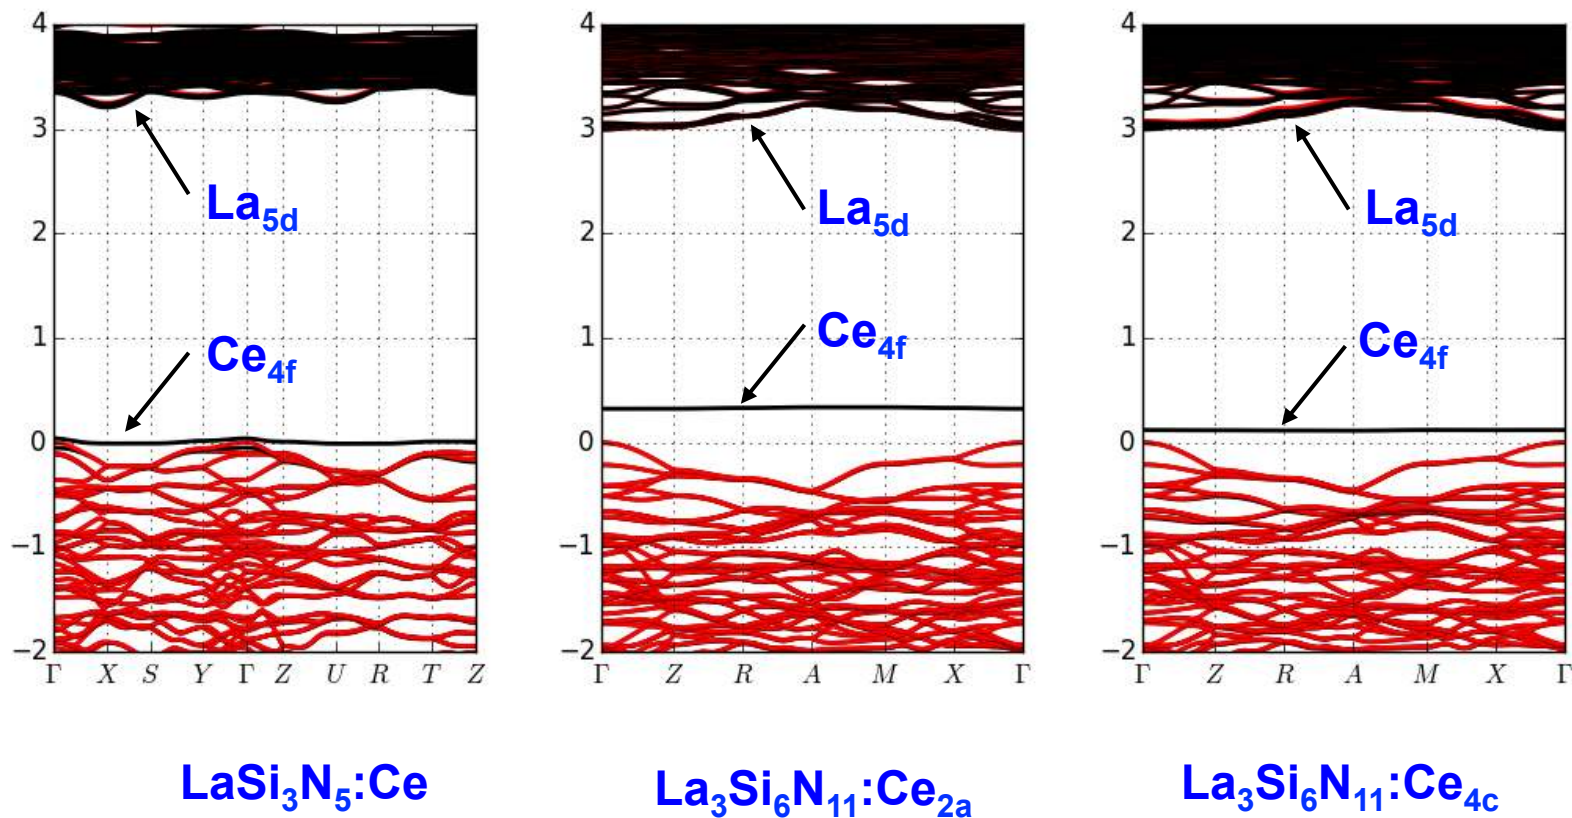 4
3
2
1
0
−1
−2
La5d
Ce4f
Γ X S Y Γ Z U R T Z
LaSi3N5:Ce
4
3
2
1
0
−1
−2
La5d
Ce4f
Γ Z R A M X Γ
La3Si6N11:Ce2a
4
3
2
1
0
−1
−2
La5d
Ce4f
Γ Z R A M X Γ
La3Si6N11:Ce4c